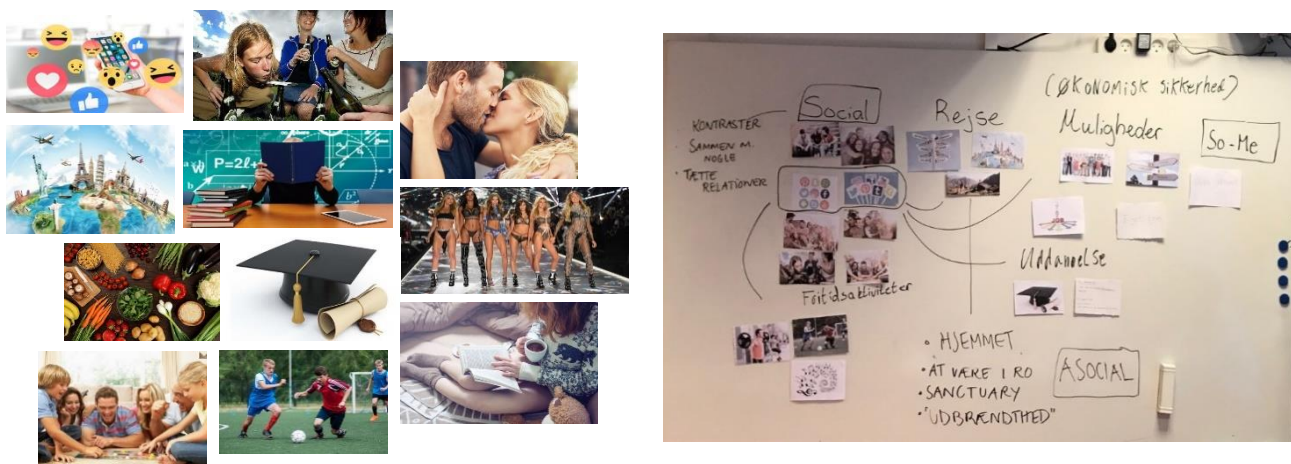 P=2ℓ+
W
(ØKONOMISK sikkerhed)
Social
Rejse
Muligheder
So-Me
KONTRASTER
SAMMEN M.
NOGLE
• TÆTTE
RELATIONER
Uddannelse
Fritidsaktiviteter
• HJEMMET
• AT VÆRE I RO
• SANCTUARY
• "UDBRÆNDTHED"
ASOCIAL